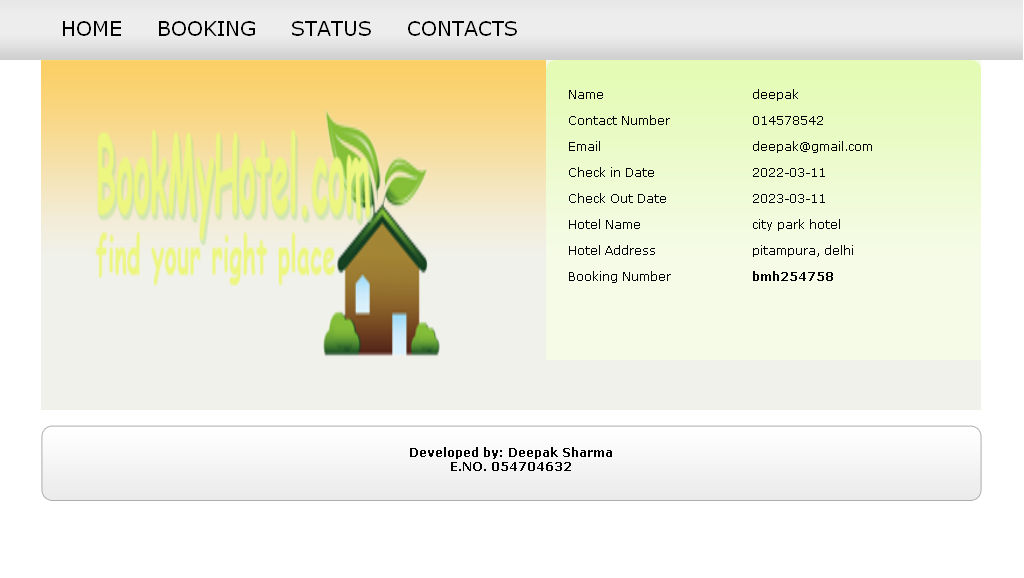 HOME BOOKING STATUS CONTACTS
BookMyHotel.com
find your right place
Name deepak
Contact Number 014578542
Email deepak@gmail.com
Check in Date 2022-03-11
Check Out Date 2023-03-11
Hotel Name city park hotel
Hotel Address pitampura, delhi
Booking Number bmh254758
Developed by: Deepak Sharma
E.NO. 054704632